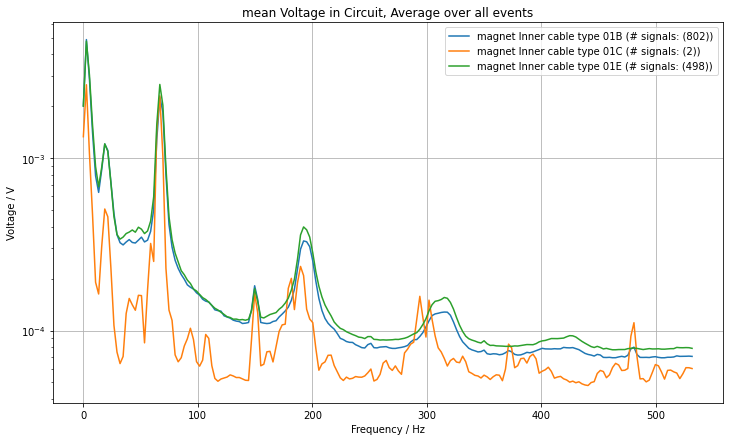 mean Voltage in Circuit, Average over all events
magnet Inner cable type 01B (# signals: (802))
magnet Inner cable type 01C (# signals: (2))
magnet Inner cable type 01E (# signals: (498))
Voltage / V
10⁻³
10⁻⁴
0 100 200 300 400 500
Frequency / Hz